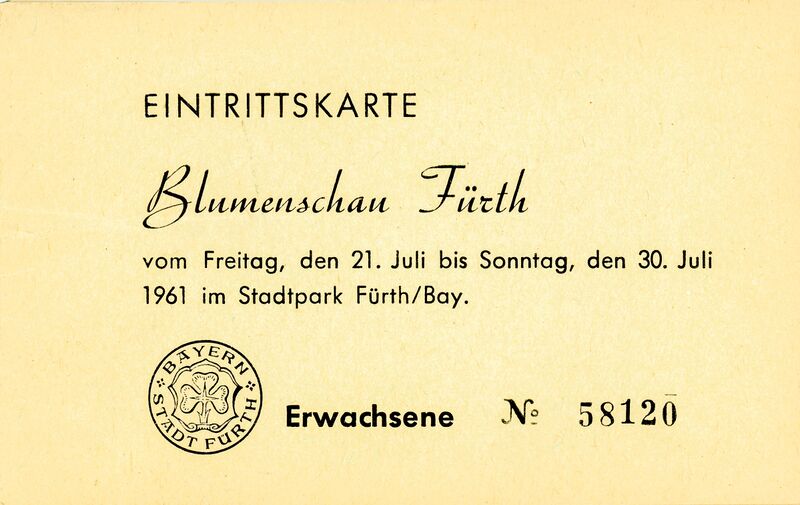 EINTRITTSKARTE
Blumenschau Fürth
vom Freitag, den 21. Juli bis Sonntag, den 30. Juli
1961 im Stadtpark Fürth/Bay.
BAYERN
STADT FÜRTH
Erwachsene № 58120